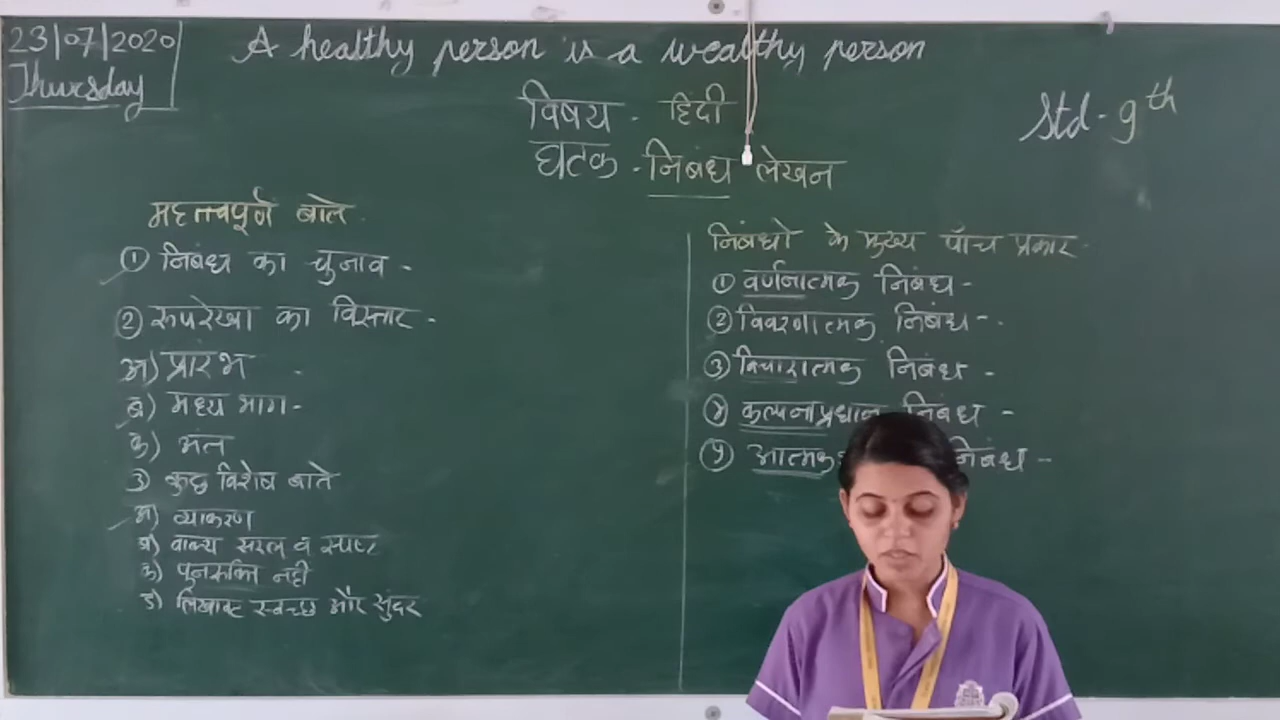 23/07/2020
Thursday
A healthy person is a wealthy person
Std - 9th
विषय - हिंदी
घटक - निबंध लेखन
महत्त्वपूर्ण बाते
① निबंध का चुनाव -
② रुपरेखा का विस्तार -
अ) प्रारंभ
ब) मध्य भाग -
क) अंत
3) कुछ विशेष बाते
अ) व्याकरण
ब) वाक्य सरल व स्पष्ट
क) पुनरुक्ति नही
ड) लिखावट स्वच्छ और सुंदर
निबंधो के मुख्य पाँच प्रकार -
① वर्णनात्मक निबंध -
② विवरणात्मक निबंध -
③ विचारात्मक निबंध -
④ कल्पनाप्रधान निबंध -
⑤ आत्मक निबंध -